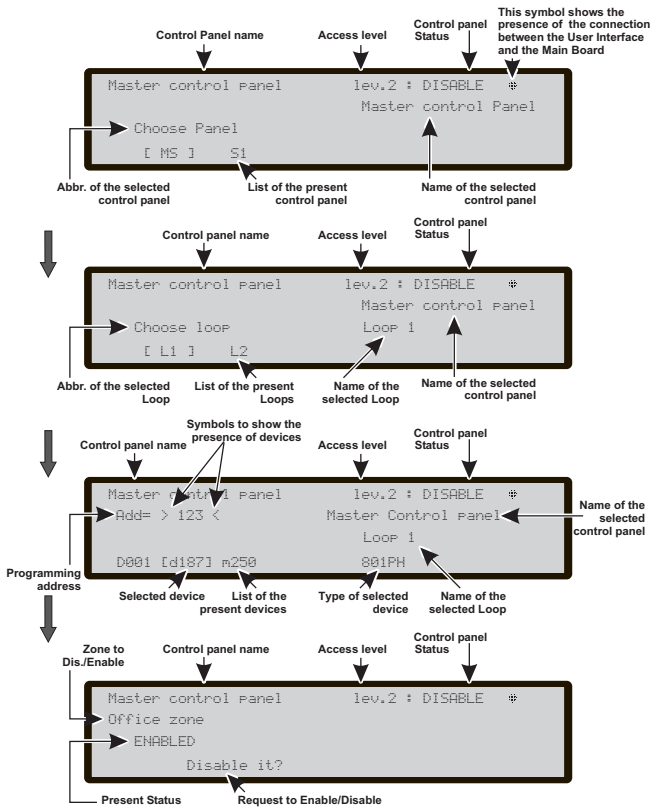 This symbol shows the
presence of the connection
between the User Interface
and the Main Board
Control panel
Status
Control Panel name
Access level
Master control panel lev.2 : DISABLE
Master control Panel
Choose Panel
[ MS ] S1
Abbr. of the selected
control panel
List of the present
control panel
Name of the selected
control panel
Control panel name
Access level
Control panel
Status
Master control panel lev.2 : DISABLE
Master control panel
Choose loop Loop 1
[ L1 ] L2
Abbr. of the selected
Loop
List of the present
Loops
Name of the
selected Loop
Name of the selected
control panel
Symbols to show the
presence of devices
Control panel name
Access level
Control panel
Status
Master control panel lev.2 : DISABLE
Add= > 123 < Master Control panel
Loop 1
D001 [d187] m250 801PH
Name of the
selected
control panel
Programming
address
Selected device
List of the
present devices
Type of selected
device
Name of the
selected Loop
Zone to
Dis./Enable
Control panel name
Access level
Control panel
Status
Master control panel lev.2 : DISABLE
Office zone
ENABLED
Disable it?
Present Status
Request to Enable/Disable